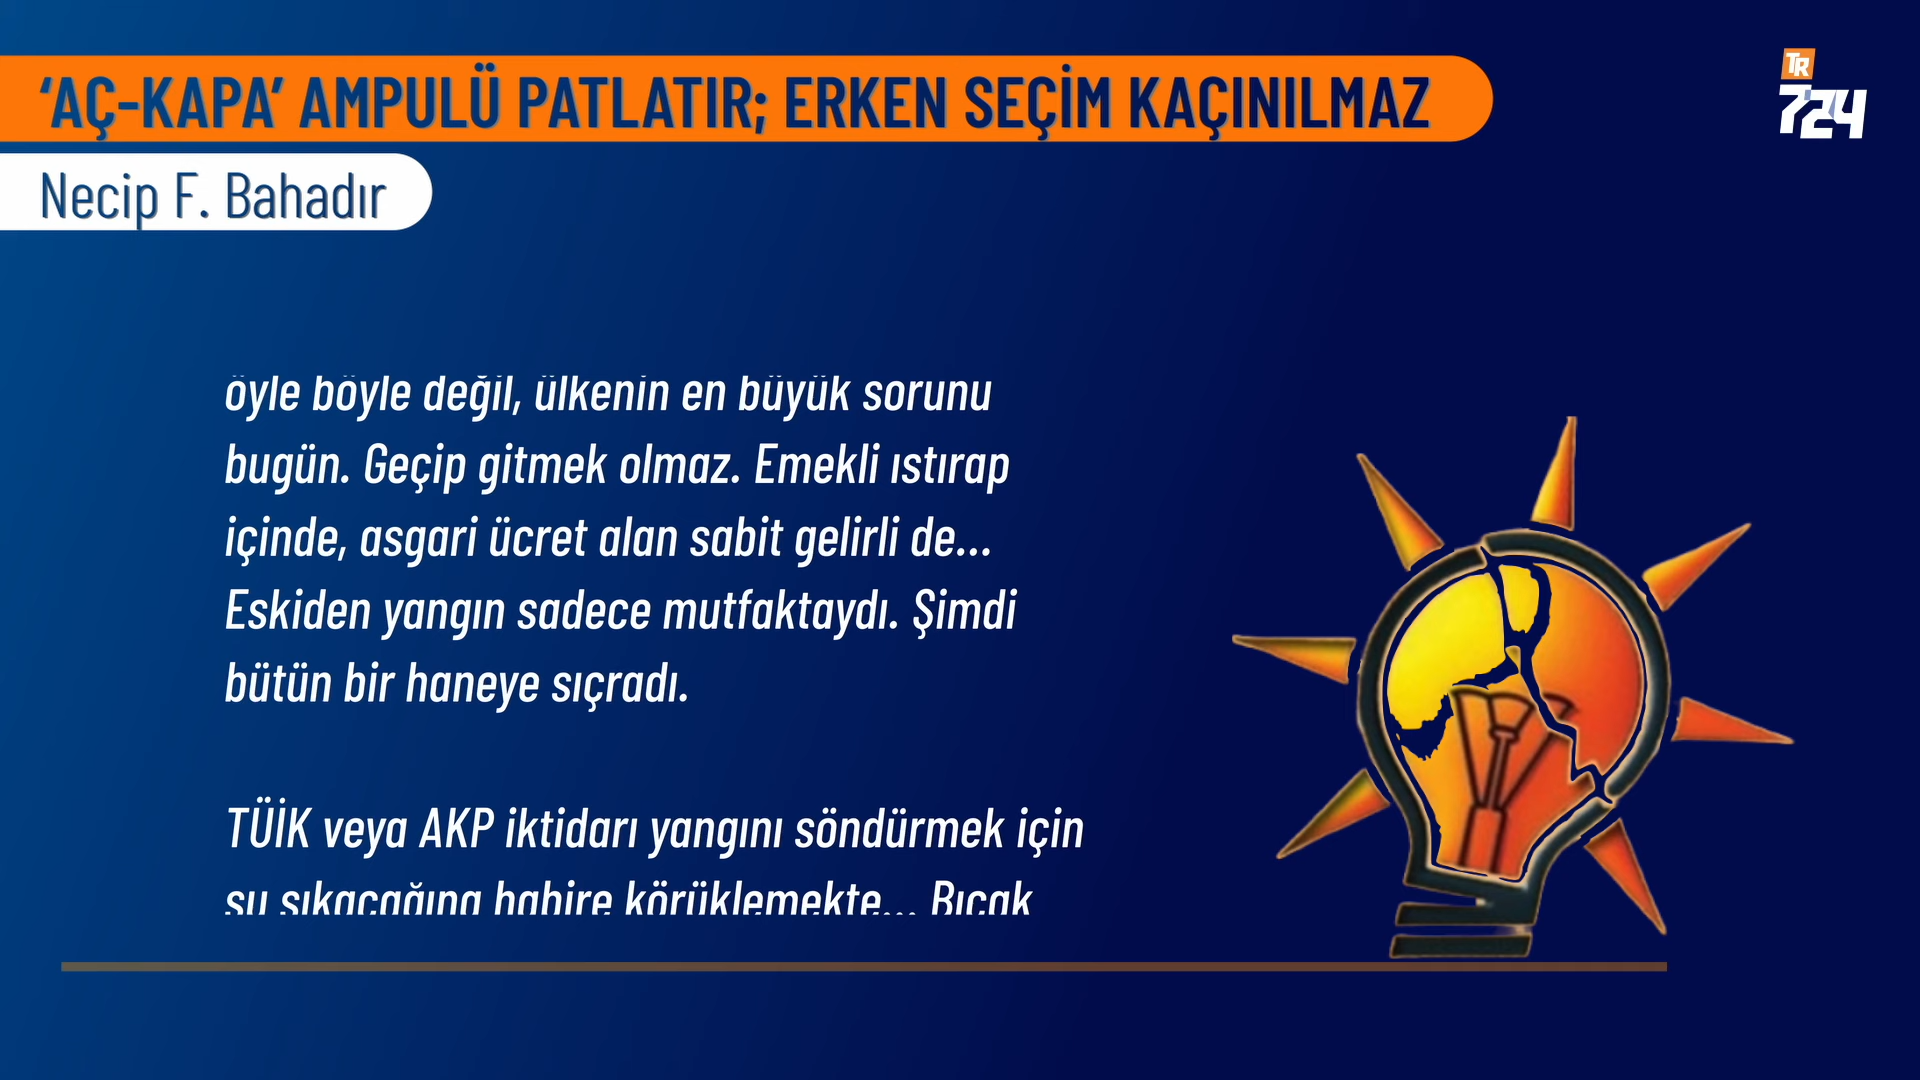 ‘AÇ-KAPA’ AMPULÜ PATLATIR; ERKEN SEÇİM KAÇINILMAZ
TR
724
Necip F. Bahadır
öyle böyle değil, ülkenin en büyük sorunu
bugün. Geçip gitmek olmaz. Emekli ıstırap
içinde, asgari ücret alan sabit gelirli de...
Eskiden yangın sadece mutfaktaydı. Şimdi
bütün bir haneye sıçradı.
TÜİK veya AKP iktidarı yangını söndürmek için
su sıkacağına habire körüklemekte... Bıçak